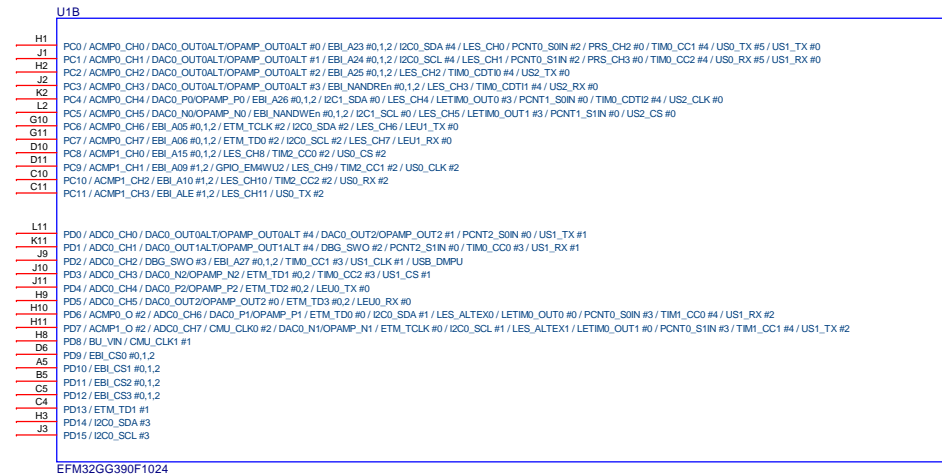 U1B
H1 PC0 / ACMP0_CH0 / DAC0_OUT0ALT/OPAMP_OUT0ALT #0 / EBI_A23 #0,1,2 / I2C0_SDA #4 / LES_CH0 / PCNT0_S0IN #2 / PRS_CH2 #0 / TIM0_CC1 #4 / US0_TX #5 / US1_TX #0
J1 PC1 / ACMP0_CH1 / DAC0_OUT0ALT/OPAMP_OUT0ALT #1 / EBI_A24 #0,1,2 / I2C0_SCL #4 / LES_CH1 / PCNT0_S1IN #2 / PRS_CH3 #0 / TIM0_CC2 #4 / US0_RX #5 / US1_RX #0
H2 PC2 / ACMP0_CH2 / DAC0_OUT0ALT/OPAMP_OUT0ALT #2 / EBI_A25 #0,1,2 / LES_CH2 / TIM0_CDTI0 #4 / US2_TX #0
J2 PC3 / ACMP0_CH3 / DAC0_OUT0ALT/OPAMP_OUT0ALT #3 / EBI_NANDREn #0,1,2 / LES_CH3 / TIM0_CDTI1 #4 / US2_RX #0
K2 PC4 / ACMP0_CH4 / DAC0_P0/OPAMP_P0 / EBI_A26 #0,1,2 / I2C1_SDA #0 / LES_CH4 / LETIM0_OUT0 #3 / PCNT1_S0IN #0 / TIM0_CDTI2 #4 / US2_CLK #0
L2 PC5 / ACMP0_CH5 / DAC0_N0/OPAMP_N0 / EBI_NANDWEn #0,1,2 / I2C1_SCL #0 / LES_CH5 / LETIM0_OUT1 #3 / PCNT1_S1IN #0 / US2_CS #0
G10 PC6 / ACMP0_CH6 / EBI_A05 #0,1,2 / ETM_TCLK #2 / I2C0_SDA #2 / LES_CH6 / LEU1_TX #0
G11 PC7 / ACMP0_CH7 / EBI_A06 #0,1,2 / ETM_TD0 #2 / I2C0_SCL #2 / LES_CH7 / LEU1_RX #0
D10 PC8 / ACMP1_CH0 / EBI_A15 #0,1,2 / LES_CH8 / TIM2_CC0 #2 / US0_CS #2
D11 PC9 / ACMP1_CH1 / EBI_A09 #1,2 / GPIO_EM4WU2 / LES_CH9 / TIM2_CC1 #2 / US0_CLK #2
C10 PC10 / ACMP1_CH2 / EBI_A10 #1,2 / LES_CH10 / TIM2_CC2 #2 / US0_RX #2
C11 PC11 / ACMP1_CH3 / EBI_ALE #1,2 / LES_CH11 / US0_TX #2
L11 PD0 / ADC0_CH0 / DAC0_OUT0ALT/OPAMP_OUT0ALT #4 / DAC0_OUT2/OPAMP_OUT2 #1 / PCNT2_S0IN #0 / US1_TX #1
K11 PD1 / ADC0_CH1 / DAC0_OUT1ALT/OPAMP_OUT1ALT #4 / DBG_SWO #2 / PCNT2_S1IN #0 / TIM0_CC0 #3 / US1_RX #1
J9 PD2 / ADC0_CH2 / DBG_SWO #3 / EBI_A27 #0,1,2 / TIM0_CC1 #3 / US1_CLK #1 / USB_DMPU
J10 PD3 / ADC0_CH3 / DAC0_N2/OPAMP_N2 / ETM_TD1 #0,2 / TIM0_CC2 #3 / US1_CS #1
J11 PD4 / ADC0_CH4 / DAC0_P2/OPAMP_P2 / ETM_TD2 #0,2 / LEU0_TX #0
H9 PD5 / ADC0_CH5 / DAC0_OUT2/OPAMP_OUT2 #0 / ETM_TD3 #0,2 / LEU0_RX #0
H10 PD6 / ACMP0_O #2 / ADC0_CH6 / DAC0_P1/OPAMP_P1 / ETM_TD0 #0 / I2C0_SDA #1 / LES_ALTEX0 / LETIM0_OUT0 #0 / PCNT0_S0IN #3 / TIM1_CC0 #4 / US1_RX #2
H11 PD7 / ACMP1_O #2 / ADC0_CH7 / CMU_CLK0 #2 / DAC0_N1/OPAMP_N1 / ETM_TCLK #0 / I2C0_SCL #1 / LES_ALTEX1 / LETIM0_OUT1 #0 / PCNT0_S1IN #3 / TIM1_CC1 #4 / US1_TX #2
H8 PD8 / BU_VIN / CMU_CLK1 #1
D6 PD9 / EBI_CS0 #0,1,2
A5 PD10 / EBI_CS1 #0,1,2
B5 PD11 / EBI_CS2 #0,1,2
C5 PD12 / EBI_CS3 #0,1,2
C4 PD13 / ETM_TD1 #1
H3 PD14 / I2C0_SDA #3
J3 PD15 / I2C0_SCL #3
EFM32GG390F1024